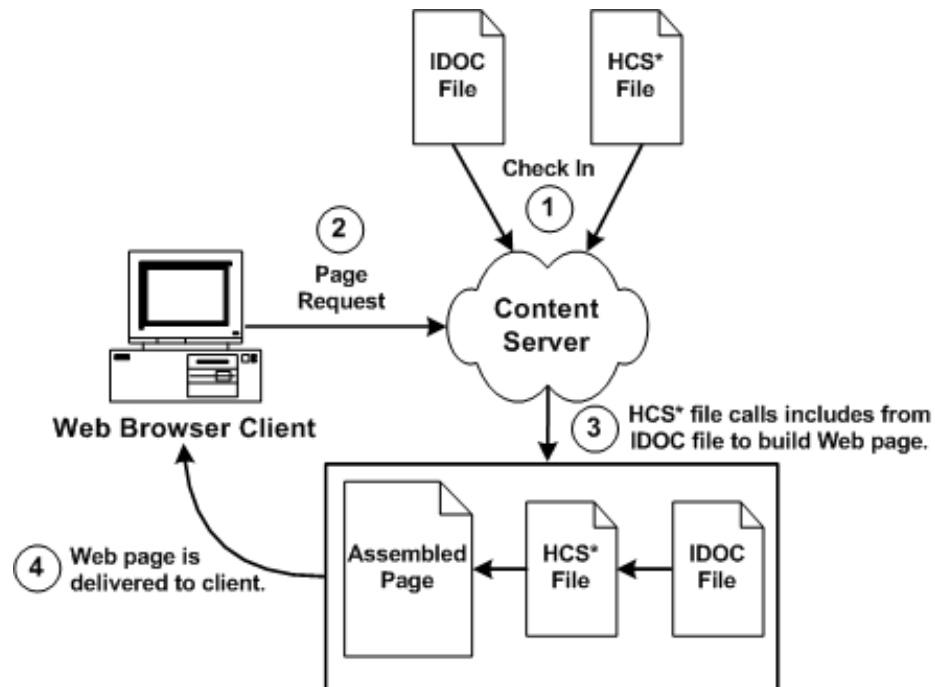 IDOC
File
HCS*
File
Check In
1
2
Page
Request
Content
Server
Web Browser Client
3
HCS* file calls includes from
IDOC file to build Web page.
4
Web page is
delivered to client.
Assembled
Page
HCS*
File
IDOC
File